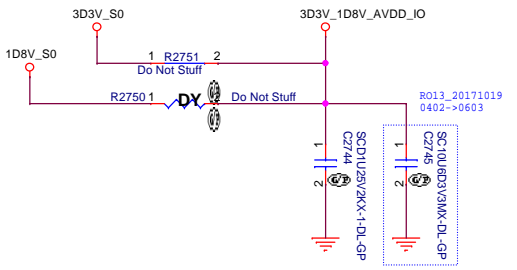 3D3V_S0
3D3V_1D8V_AVDD_IO
1D8V_S0
1 R2751 2
Do Not Stuff
R2750 1 DY 2 Do Not Stuff
RO13_20171019
0402->0603
1
2
C2744
SCD1U25V2KX-1-DL-GP
1
2
C2745
SC10U6D3V3MX-DL-GP